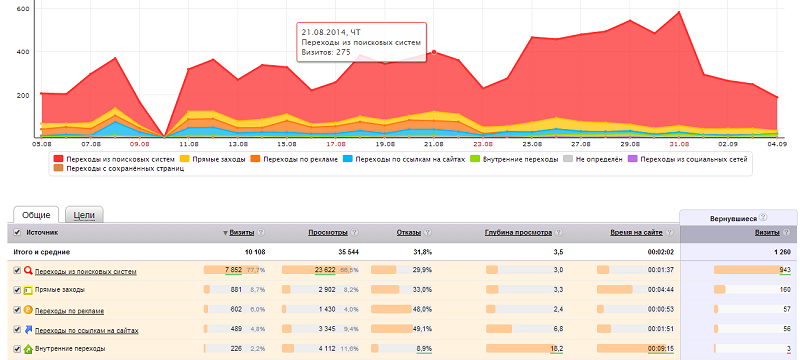 600
21.08.2014, ЧТ
Переходы из поисковых систем
Визитов: 275
400
200
05.08 07.08 09.08 11.08 13.08 15.08 17.08 19.08 21.08 23.08 25.08 27.08 29.08 31.08 02.09 04.09
Переходы из поисковых систем Прямые заходы Переходы по рекламе Переходы по ссылкам на сайтах Внутренние переходы Не определён Переходы из социальных сетей
Переходы с сохранённых страниц
Общие Цели
Вернувшиеся ?
Источник Визиты ? Просмотры ? Отказы ? Глубина просмотра ? Время на сайте ? Визиты ?
Итого и средние 10 108 35 544 31,8% 3,5 00:02:02 1 260
Переходы из поисковых систем 7 852 77,7% 23 622 66,5% 29,9% 3,0 00:01:37 943
Прямые заходы 881 8,7% 2 902 8,2% 33,0% 3,3 00:04:44 160
Переходы по рекламе 602 6,0% 1 430 4,0% 48,0% 2,4 00:00:53 57
Переходы по ссылкам на сайтах 489 4,8% 3 345 9,4% 49,1% 6,8 00:01:51 56
Внутренние переходы 226 2,2% 4 112 11,6% 8,9% 18,2 00:09:15 3